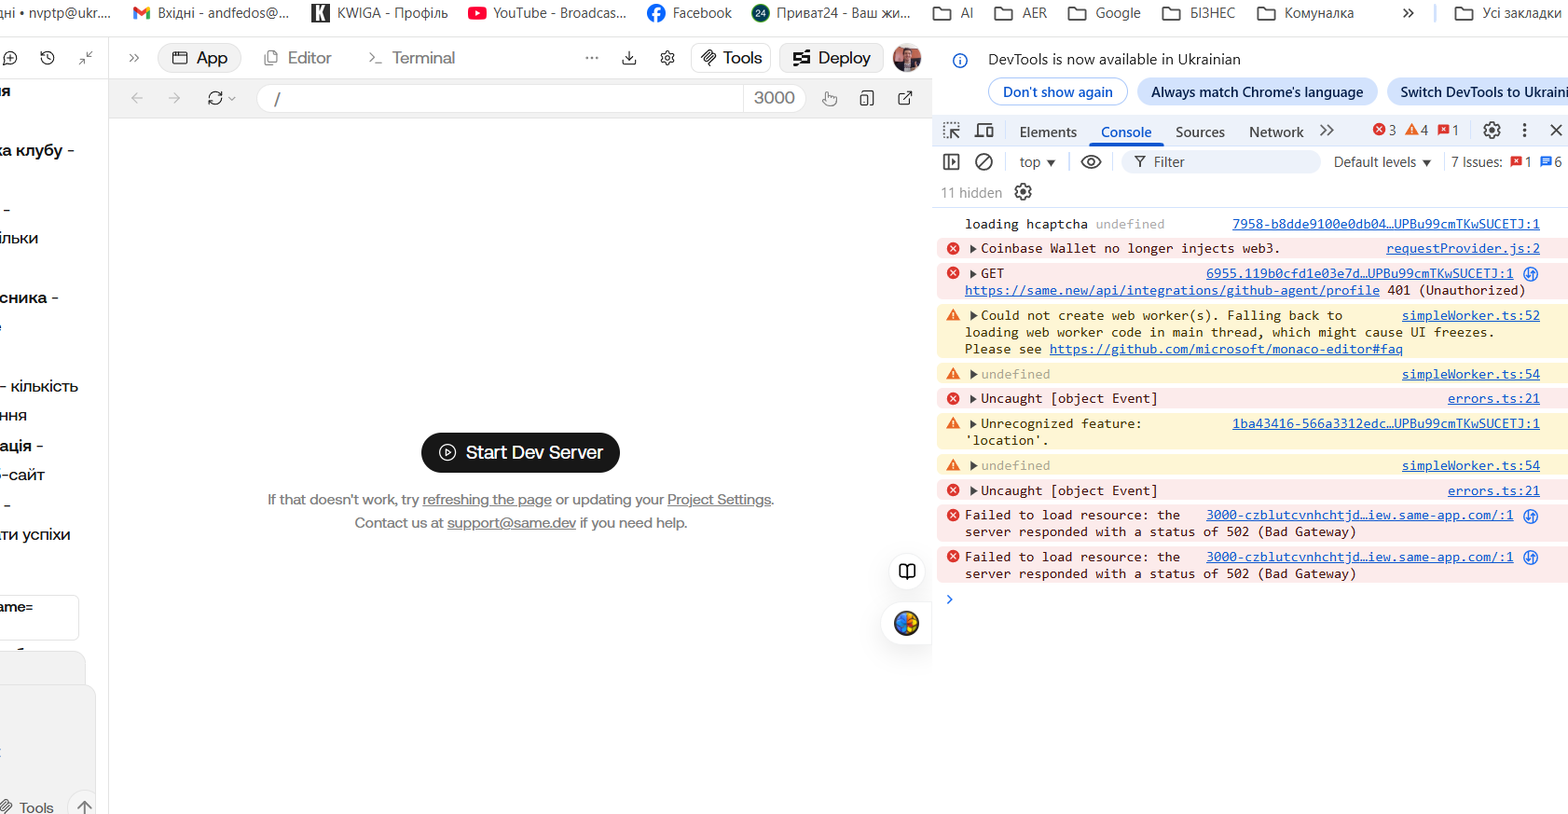 дні • nvptp@ukr....
Вхідні - andfedos@...
KWIGA - Профіль
YouTube - Broadcas...
Facebook
24
Приват24 - Ваш жи...
AI
AER
Google
БІЗНЕС
Комуналка
Усі закладки
App
Editor
Terminal
Tools
Deploy
/
3000
ія
ка клубу -
-
ільки
сника -
е
- кількість
ння
ація -
б-сайт
-
ти успіхи
ame=
Tools
Start Dev Server
If that doesn't work, try refreshing the page or updating your Project Settings.
Contact us at support@same.dev if you need help.
DevTools is now available in Ukrainian
Don't show again
Always match Chrome's language
Switch DevTools to Ukraini
Elements
Console
Sources
Network
3
4
1
top
Filter
Default levels
7 Issues:
1
6
11 hidden
loading hcaptcha undefined 7958-b8dde9100e0db04…UPBu99cmTKwSUCETJ:1
Coinbase Wallet no longer injects web3. requestProvider.js:2
GET 6955.119b0cfd1e03e7d…UPBu99cmTKwSUCETJ:1
https://same.new/api/integrations/github-agent/profile 401 (Unauthorized)
Could not create web worker(s). Falling back to simpleWorker.ts:52
loading web worker code in main thread, which might cause UI freezes.
Please see https://github.com/microsoft/monaco-editor#faq
undefined simpleWorker.ts:54
Uncaught [object Event] errors.ts:21
Unrecognized feature: 1ba43416-566a3312edc…UPBu99cmTKwSUCETJ:1
'location'.
undefined simpleWorker.ts:54
Uncaught [object Event] errors.ts:21
Failed to load resource: the 3000-czblutcvnhchtjd…iew.same-app.com/:1
server responded with a status of 502 (Bad Gateway)
Failed to load resource: the 3000-czblutcvnhchtjd…iew.same-app.com/:1
server responded with a status of 502 (Bad Gateway)